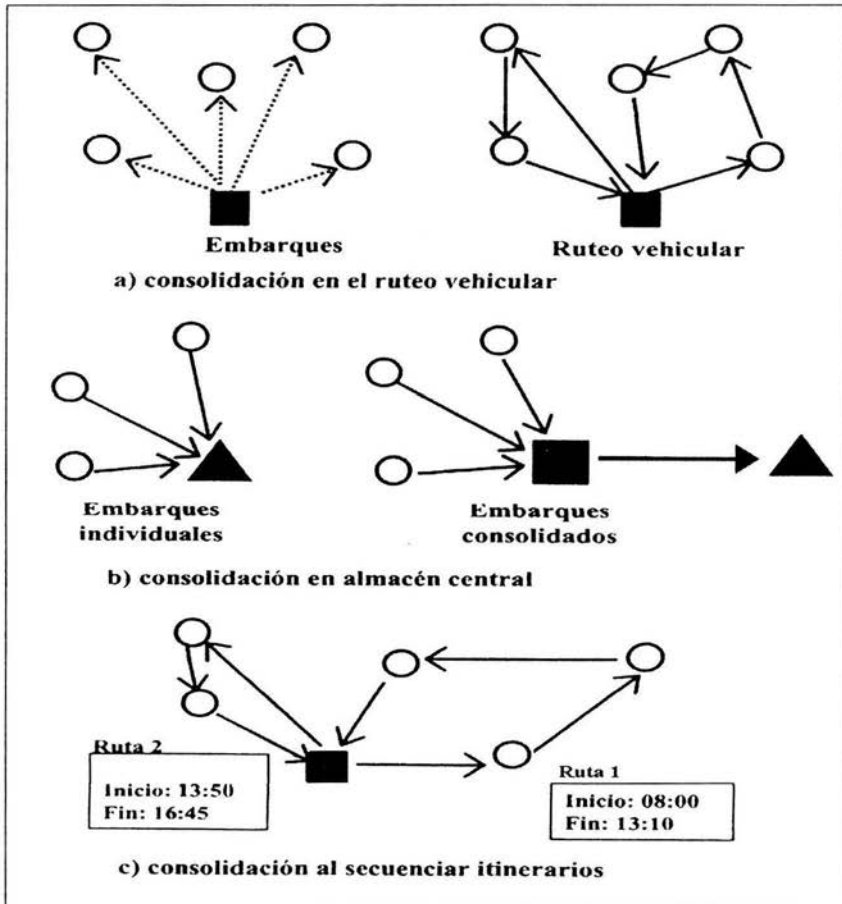 Embarques
Ruteo vehicular
a) consolidación en el ruteo vehicular
Embarques
individuales
Embarques
consolidados
b) consolidación en almacén central
Ruta 2
Inicio: 13:50
Fin: 16:45
Ruta 1
Inicio: 08:00
Fin: 13:10
c) consolidación al secuenciar itinerarios